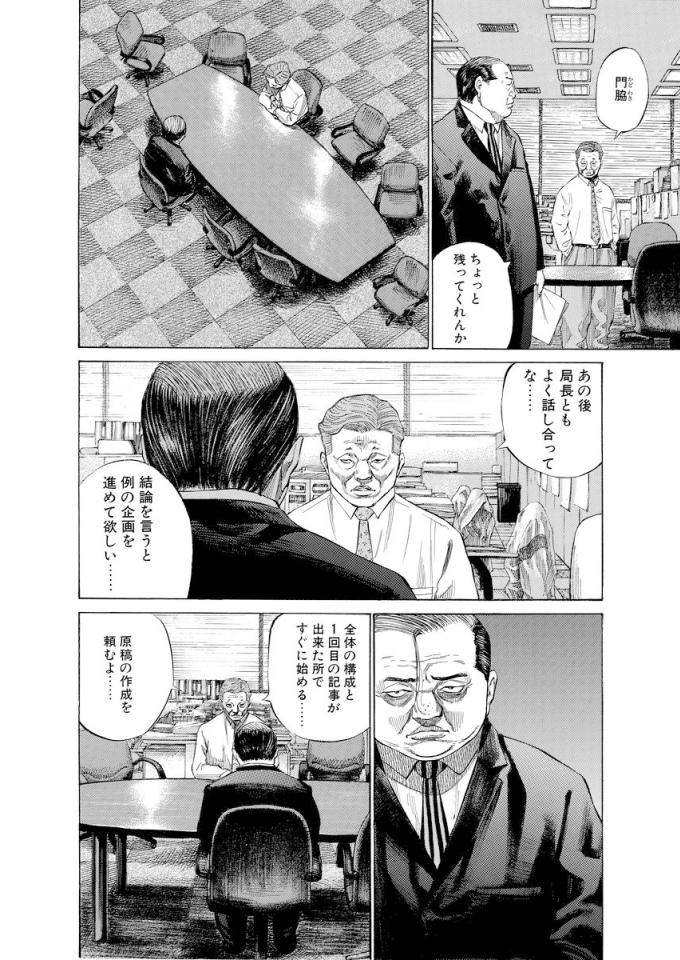 門脇
かどわき
ちょっと
残ってくれんか
あの後
局長とも
よく話し合って
な……
結論を言うと
例の企画を
進めて欲しい……
全体の構成と
1回目の記事が
出来た所で
すぐに始める……
原稿の作成を
頼むよ……